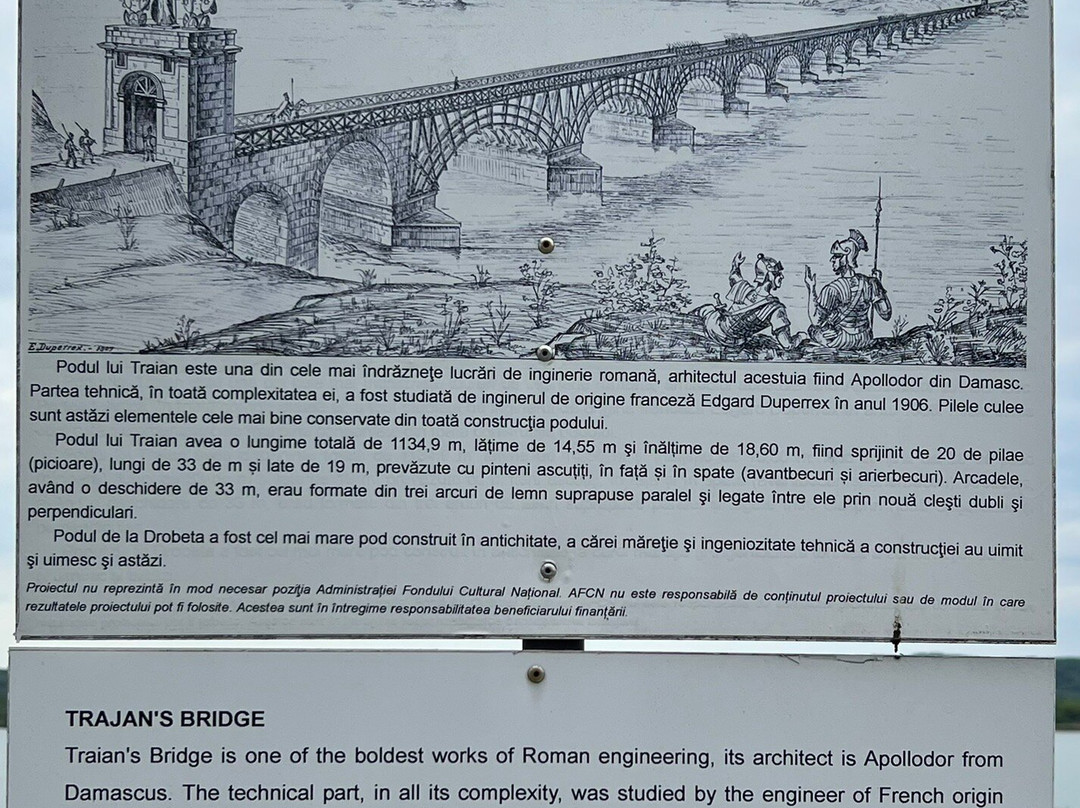 E. Duperrex. - 1907
Podul lui Traian este una din cele mai îndrăzneţe lucrări de inginerie romană, arhitectul acestuia fiind Apollodor din Damasc.
Partea tehnică, în toată complexitatea ei, a fost studiată de inginerul de origine franceză Edgard Duperrex în anul 1906. Pilele culee
sunt astăzi elementele cele mai bine conservate din toată construcţia podului.
Podul lui Traian avea o lungime totală de 1134,9 m, lăţime de 14,55 m şi înălţime de 18,60 m, fiind sprijinit de 20 de pilae
(picioare), lungi de 33 de m și late de 19 m, prevăzute cu pinteni ascuțiți, în față și în spate (avantbecuri și arierbecuri). Arcadele,
având o deschidere de 33 m, erau formate din trei arcuri de lemn suprapuse paralel şi legate între ele prin nouă cleşti dubli şi
perpendiculari.
Podul de la Drobeta a fost cel mai mare pod construit în antichitate, a cărei măreţie şi ingeniozitate tehnică a construcţiei au uimit
şi uimesc şi astăzi.
Proiectul nu reprezintă în mod necesar poziţia Administraţiei Fondului Cultural Naţional. AFCN nu este responsabilă de conținutul proiectului sau de modul în care
rezultatele proiectului pot fi folosite. Acestea sunt în întregime responsabilitatea beneficiarului finanțării.
TRAJAN'S BRIDGE
Traian's Bridge is one of the boldest works of Roman engineering, its architect is Apollodor from
Damascus. The technical part, in all its complexity, was studied by the engineer of French origin